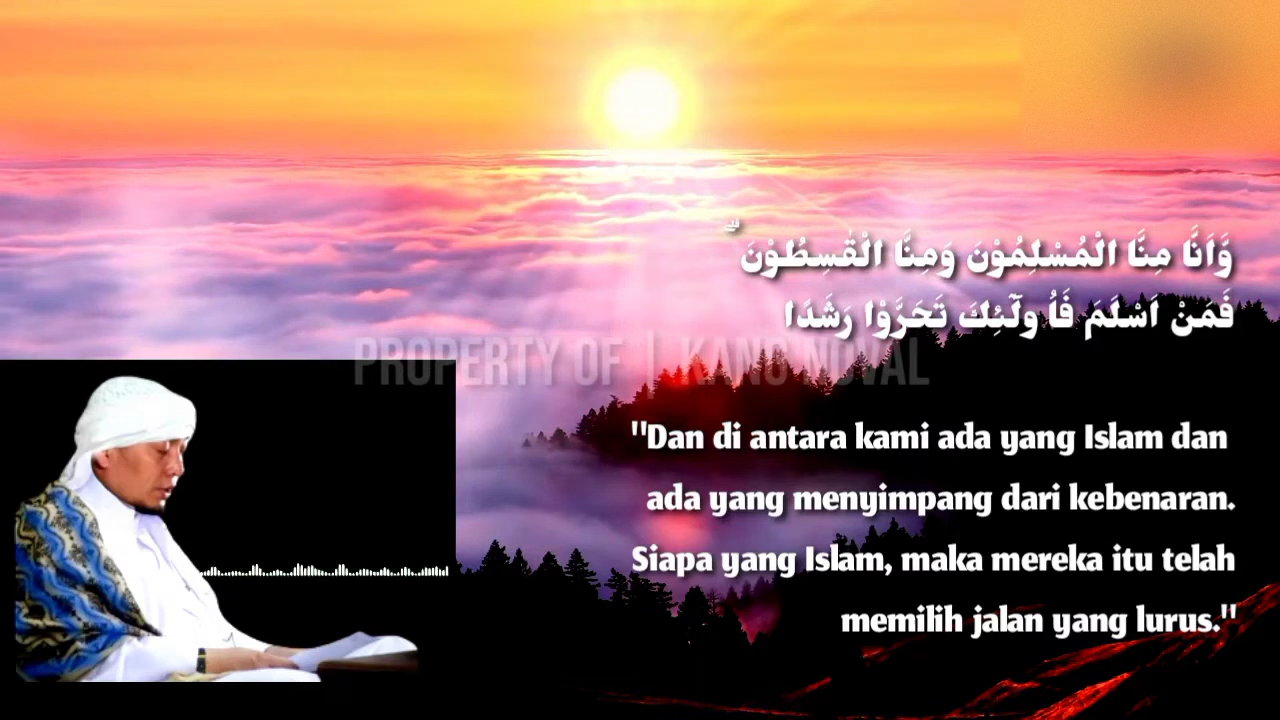 وَّاَنَّا مِنَّا الْمُسْلِمُوْنَ وَمِنَّا الْقٰسِطُوْنَ ۗ
فَمَنْ اَسْلَمَ فَاُ ولٰٓئِكَ تَحَرَّوْا رَشَدًا
PROPERTY OF | KANG NOVAL
"Dan di antara kami ada yang Islam dan
ada yang menyimpang dari kebenaran.
Siapa yang Islam, maka mereka itu telah
memilih jalan yang lurus."